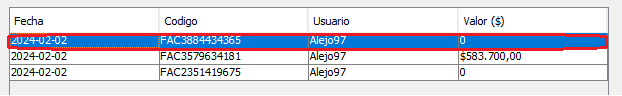 Fecha Codigo Usuario Valor ($)
2024-02-02 FAC3884434365 Alejo97 0
2024-02-02 FAC3579634181 Alejo97 $583.700,00
2024-02-02 FAC2351419675 Alejo97 0